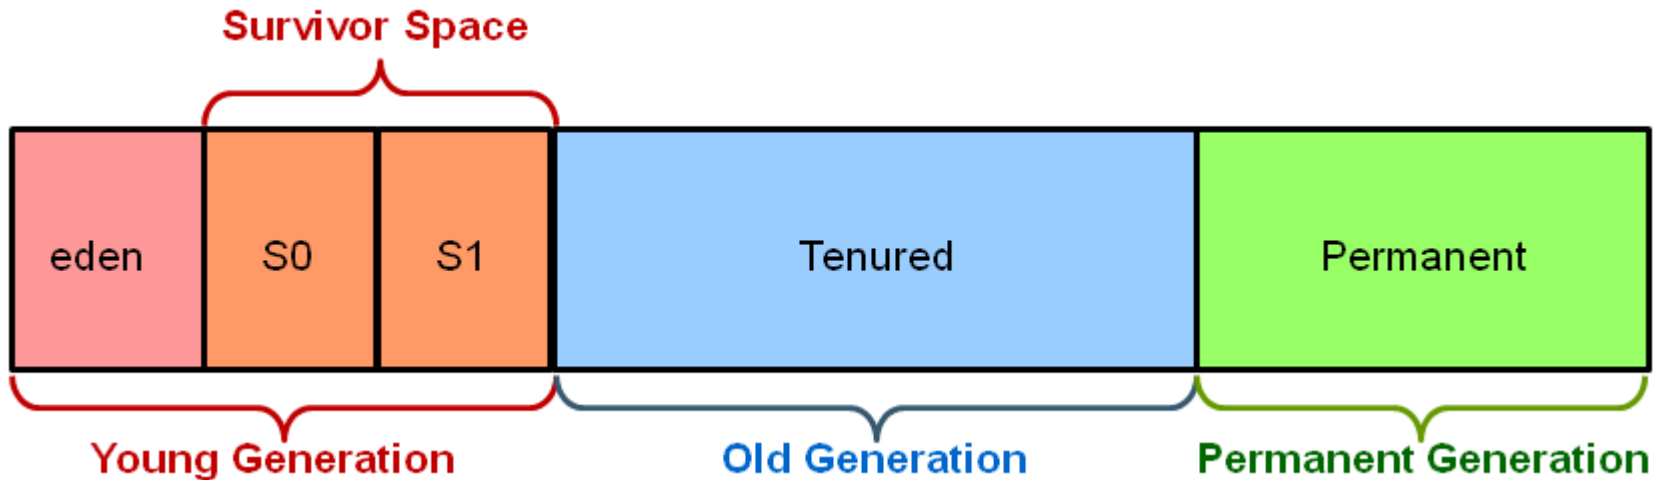 Survivor Space
eden S0 S1 Tenured Permanent
Young Generation Old Generation Permanent Generation